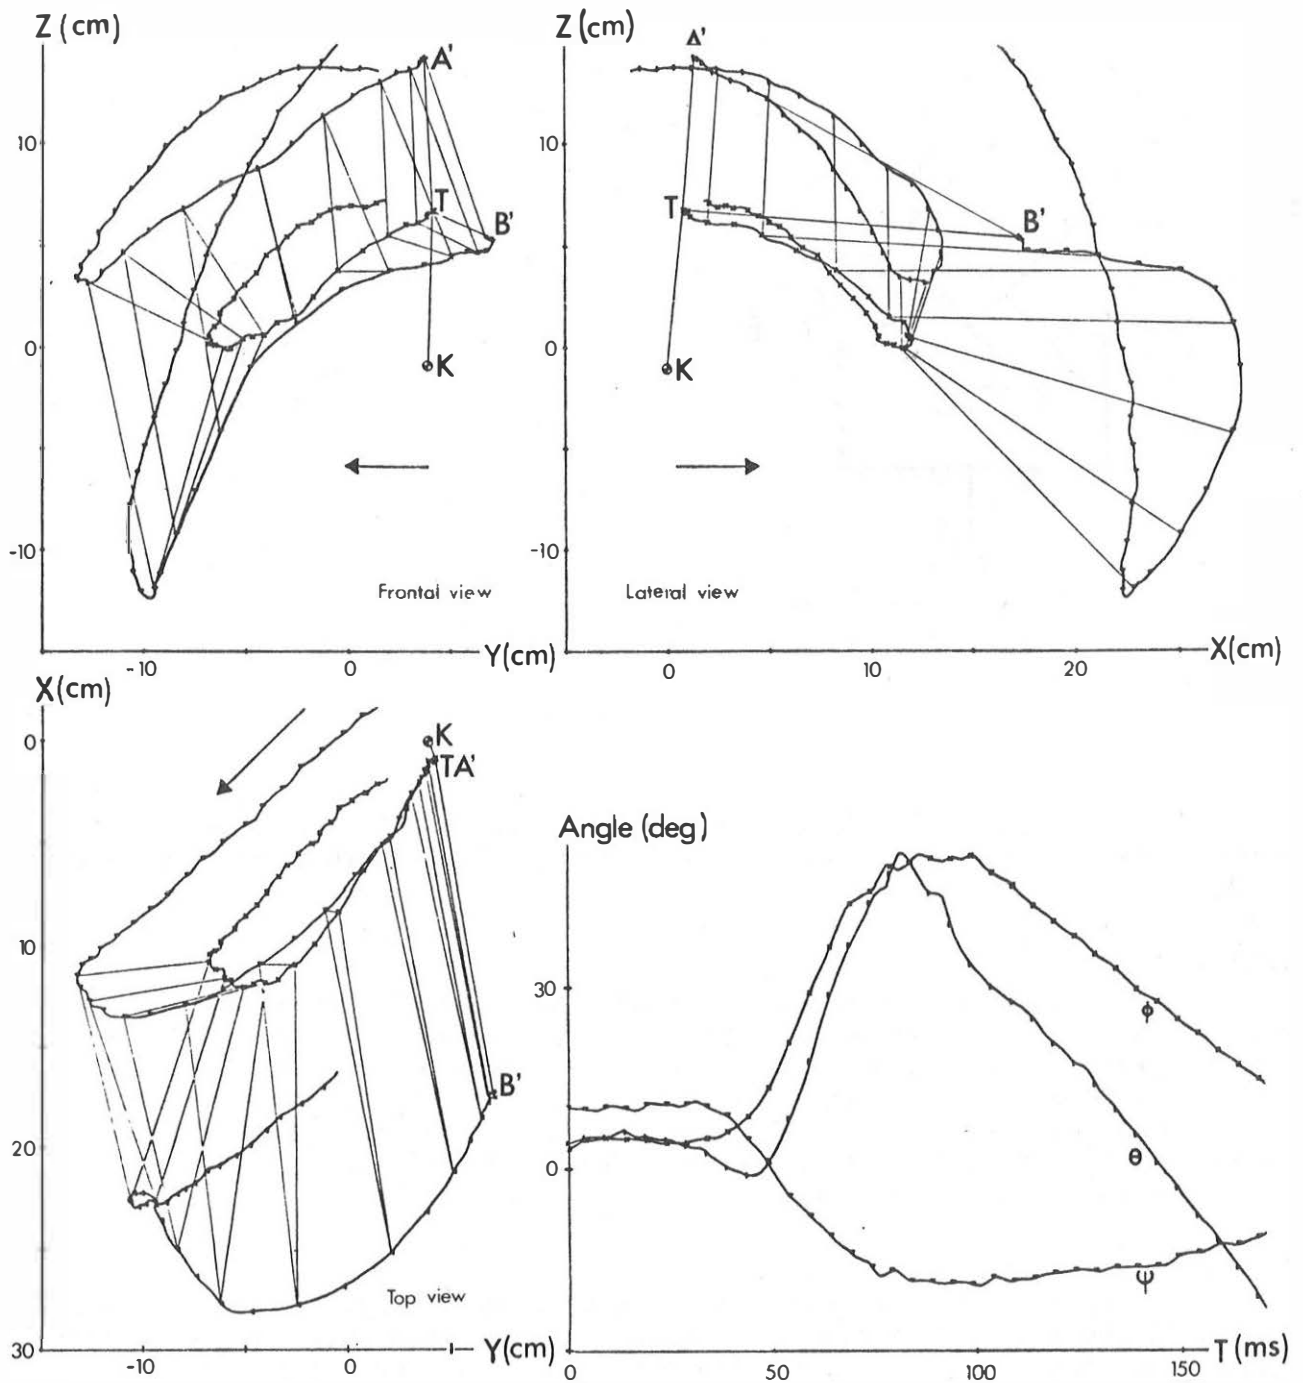 Z (cm)
A'
10
T
B'
0
K
-10
Frontal view
-10
0
Y(cm)
Z(cm)
Δ'
10
T
B'
0
K
-10
Lateral view
0
10
20
X(cm)
X(cm)
0
K
TA'
10
B'
20
Top view
30
-10
0
Y(cm)
Angle (deg)
30
ϕ
0
θ
ψ
0
50
100
150
T (ms)